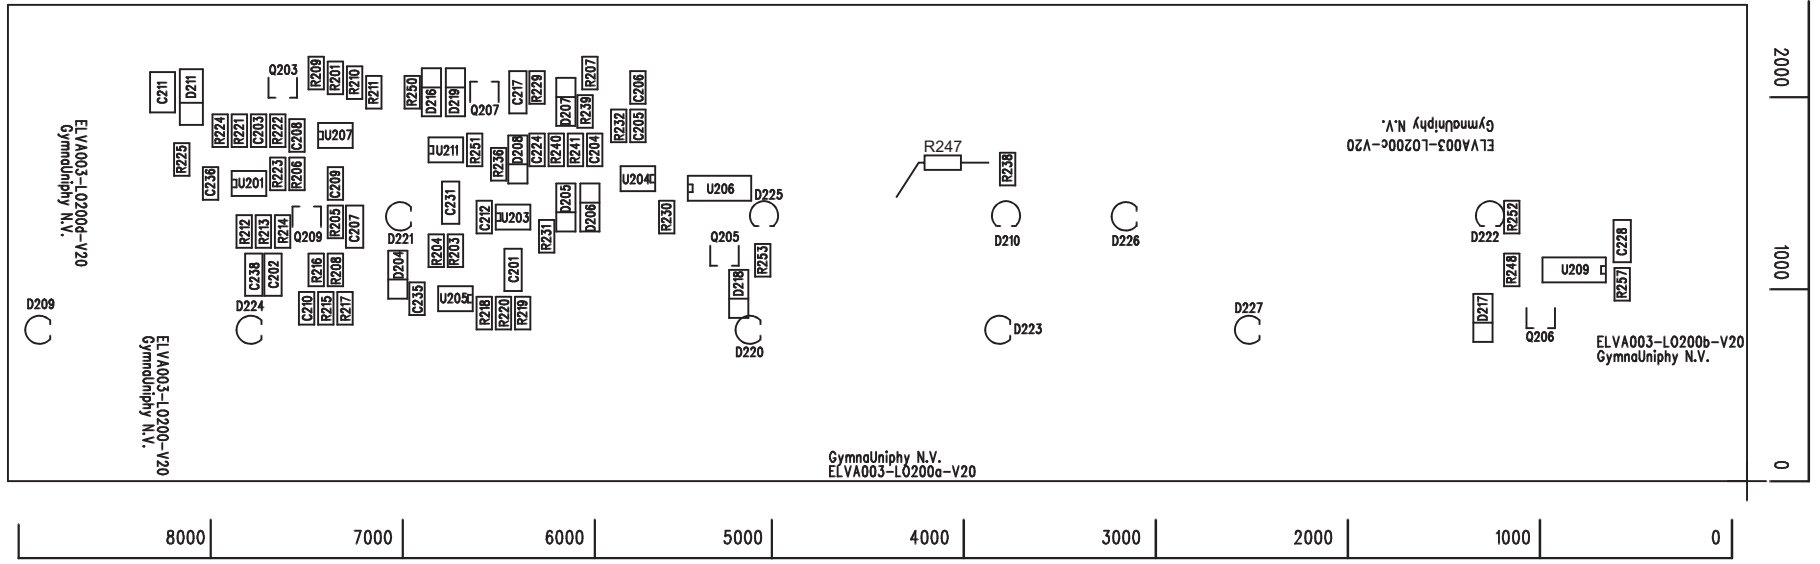 R207
Q203 R209 R201 R210 R211 R250 D216 D219 Q207 C217 R229 D207 R239 C206
C211 D211
R224 R221 C203 R222 C208 U207 R232 C205
R225 U211 R251 R236 D208 C224 R240 R241 C204
C236 U201 R223 R206 C209 U204 U206 D225
R247
R238
C231 D205 D206 R230
R212 R213 R214 Q209 R205 C207 D221 C212 U203 R231
R204 R203 Q205 R253 D210 D226 D222 R252 C228
C238 C202 R216 R208 D204 C201 D218 R248 U209 R257
D209 D224 C210 R215 R217 C235 U205 R218 R220 R219 D217
D220 D223 D227 Q206
ELVA003-L0200d-V20
GymnaUniphy N.V.
ELVA003-L0200-V20
GymnaUniphy N.V.
GymnaUniphy N.V.
ELVA003-L0200a-V20
GymnaUniphy N.V.
ELVA003-L0200c-V20
ELVA003-L0200b-V20
GymnaUniphy N.V.
2000
1000
0
8000 7000 6000 5000 4000 3000 2000 1000 0